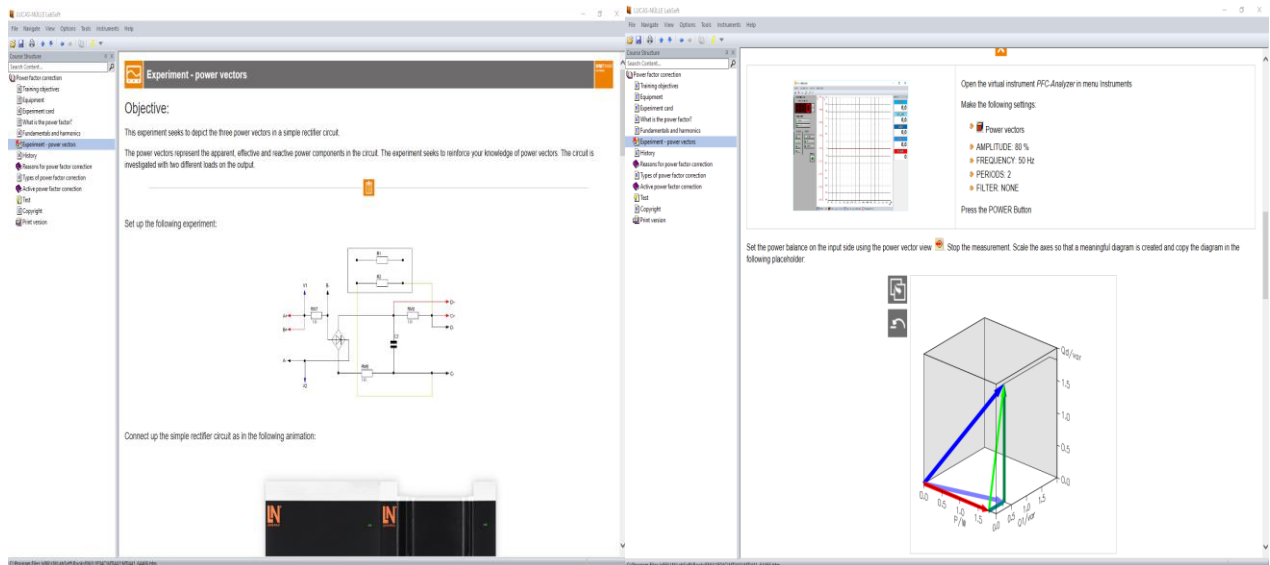 LUCAS-NÜLLE LabSoft
File Navigate View Options Tools Instruments Help
Course Structure
Search Content...
Power factor correction
Training objectives
Equipment
Experiment card
What is the power factor?
Fundamentals and harmonics
Experiment - power vectors
History
Reasons for power factor correction
Types of power factor correction
Active power factor correction
Test
Copyright
Print version
Experiment - power vectors
Objective:
This experiment seeks to depict the three power vectors in a simple rectifier circuit.
The power vectors represent the apparent, effective and reactive power components in the circuit. The experiment seeks to reinforce your knowledge of power vectors. The circuit is
investigated with two different loads on the output.
Set up the following experiment:
R1
R2
Connect up the simple rectifier circuit as in the following animation:
LN
LN
LUCAS-NÜLLE LabSoft
File Navigate View Options Tools Instruments Help
Course Structure
Search Content...
Power factor correction
Training objectives
Equipment
Experiment card
What is the power factor?
Fundamentals and harmonics
Experiment - power vectors
History
Reasons for power factor correction
Types of power factor correction
Active power factor correction
Test
Copyright
Print version
Open the virtual instrument PFC-Analyzer in menu Instruments
Make the following settings:
Power vectors
AMPLITUDE: 80 %
FREQUENCY: 50 Hz
PERIODS: 2
FILTER: NONE
Press the POWER Button
Set the power balance on the input side using the power vector view. Stop the measurement. Scale the axes so that a meaningful diagram is created and copy the diagram in the
following placeholder:
Qd/var
1.5
1.0
0.5
0.0
0.0 0.5 1.0 1.5
P/W
0.0 0.5 1.0 1.5
Q1/var